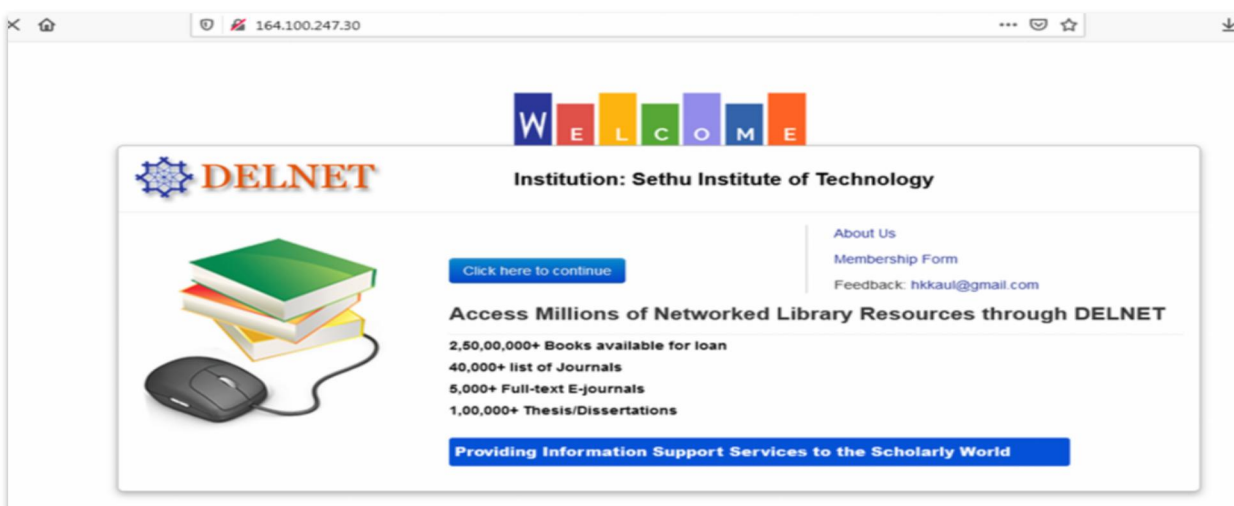 164.100.247.30
WELCOME
DELNET
Institution: Sethu Institute of Technology
About Us
Click here to continue
Membership Form
Feedback: hkkaul@gmail.com
Access Millions of Networked Library Resources through DELNET
2,50,00,000+ Books available for loan
40,000+ list of Journals
5,000+ Full-text E-journals
1,00,000+ Thesis/Dissertations
Providing Information Support Services to the Scholarly World